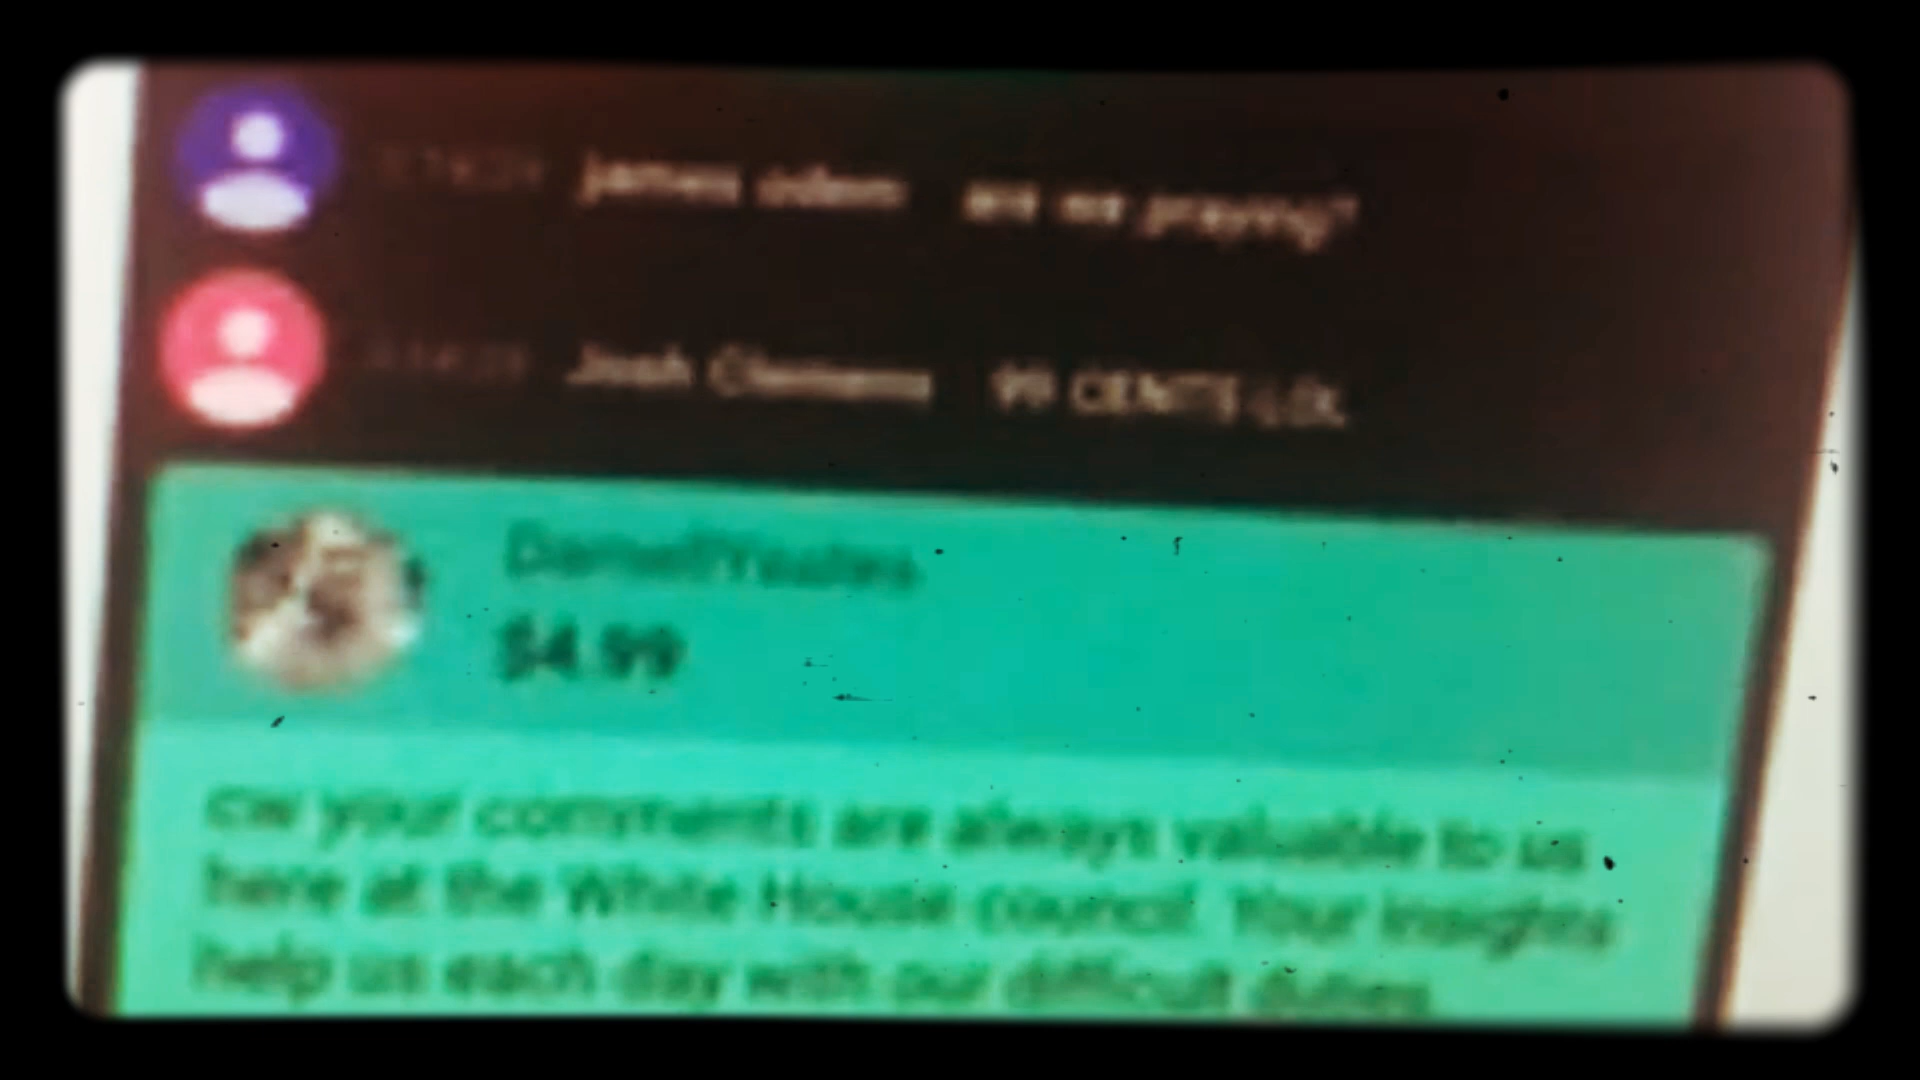 james odom are we praying?
Josh Clemens 99 CENTS LOL
$4.99
cw your comments are always valuable to us
here at the White House council. Your insights
help us each day with our difficult duties.